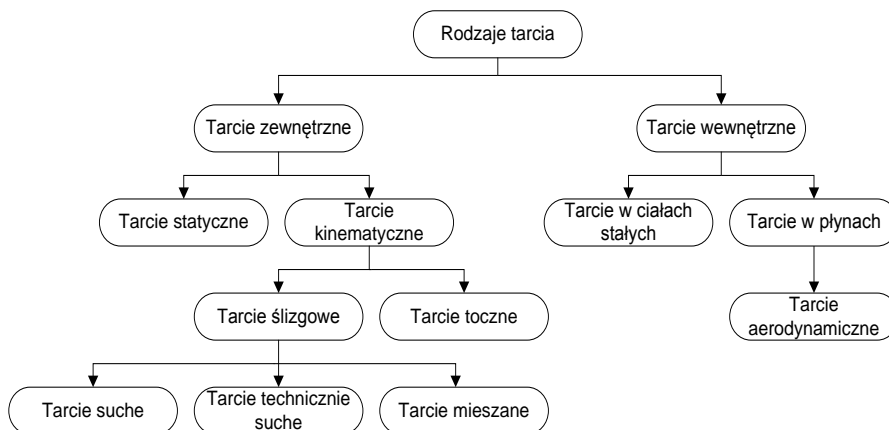 Rodzaje tarcia
Tarcie zewnętrzne
Tarcie wewnętrzne
Tarcie statyczne
Tarcie
kinematyczne
Tarcie w ciałach
stałych
Tarcie w płynach
Tarcie ślizgowe
Tarcie toczne
Tarcie
aerodynamiczne
Tarcie suche
Tarcie technicznie
suche
Tarcie mieszane